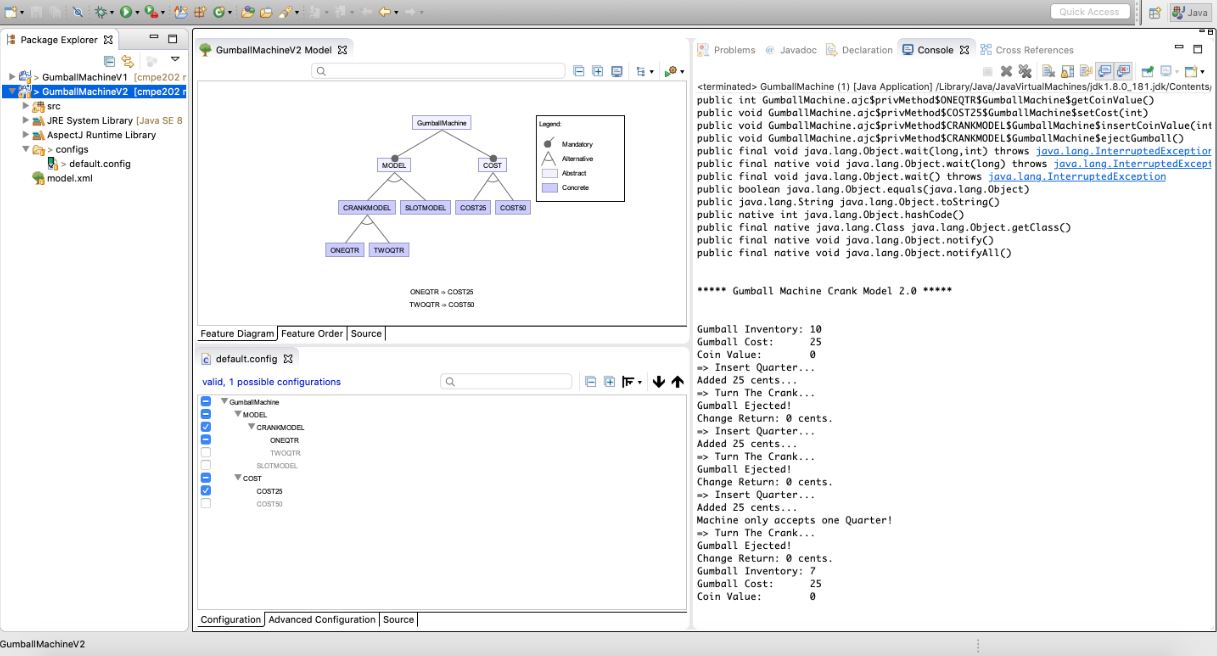 Quick Access
Java
Package Explorer
> GumballMachineV1 [cmpe202 r
> GumballMachineV2 [cmpe202 r
src
JRE System Library [Java SE 8
AspectJ Runtime Library
> configs
> default.config
model.xml
GumballMachineV2 Model
GumballMachine
MODEL
COST
CRANKMODEL
SLOTMODEL
COST25
COST50
ONEQTR
TWOQTR
Legend:
Mandatory
Alternative
Abstract
Concrete
ONEQTR ⇒ COST25
TWOQTR ⇒ COST50
Feature Diagram
Feature Order
Source
default.config
valid, 1 possible configurations
GumballMachine
MODEL
CRANKMODEL
ONEQTR
TWOQTR
SLOTMODEL
COST
COST25
COST50
Configuration
Advanced Configuration
Source
Problems
Javadoc
Declaration
Console
Cross References
<terminated> GumballMachine (1) [Java Application] /Library/Java/JavaVirtualMachines/jdk1.8.0_181.jdk/Contents/
public int GumballMachine.ajc$privMethod$ONEQTR$GumballMachine$getCoinValue()
public void GumballMachine.ajc$privMethod$COST25$GumballMachine$setCost(int)
public void GumballMachine.ajc$privMethod$CRANKMODEL$GumballMachine$insertCoinValue(int
public void GumballMachine.ajc$privMethod$CRANKMODEL$GumballMachine$ejectGumball()
public final void java.lang.Object.wait(long,int) throws java.lang.InterruptedException
public final native void java.lang.Object.wait(long) throws java.lang.InterruptedExcept
public final void java.lang.Object.wait() throws java.lang.InterruptedException
public boolean java.lang.Object.equals(java.lang.Object)
public java.lang.String java.lang.Object.toString()
public native int java.lang.Object.hashCode()
public final native java.lang.Class java.lang.Object.getClass()
public final native void java.lang.Object.notify()
public final native void java.lang.Object.notifyAll()
***** Gumball Machine Crank Model 2.0 *****
Gumball Inventory: 10
Gumball Cost: 25
Coin Value: 0
=> Insert Quarter...
Added 25 cents...
=> Turn The Crank...
Gumball Ejected!
Change Return: 0 cents.
=> Insert Quarter...
Added 25 cents...
=> Turn The Crank...
Gumball Ejected!
Change Return: 0 cents.
=> Insert Quarter...
Added 25 cents...
Machine only accepts one Quarter!
=> Turn The Crank...
Gumball Ejected!
Change Return: 0 cents.
Gumball Inventory: 7
Gumball Cost: 25
Coin Value: 0
GumballMachineV2